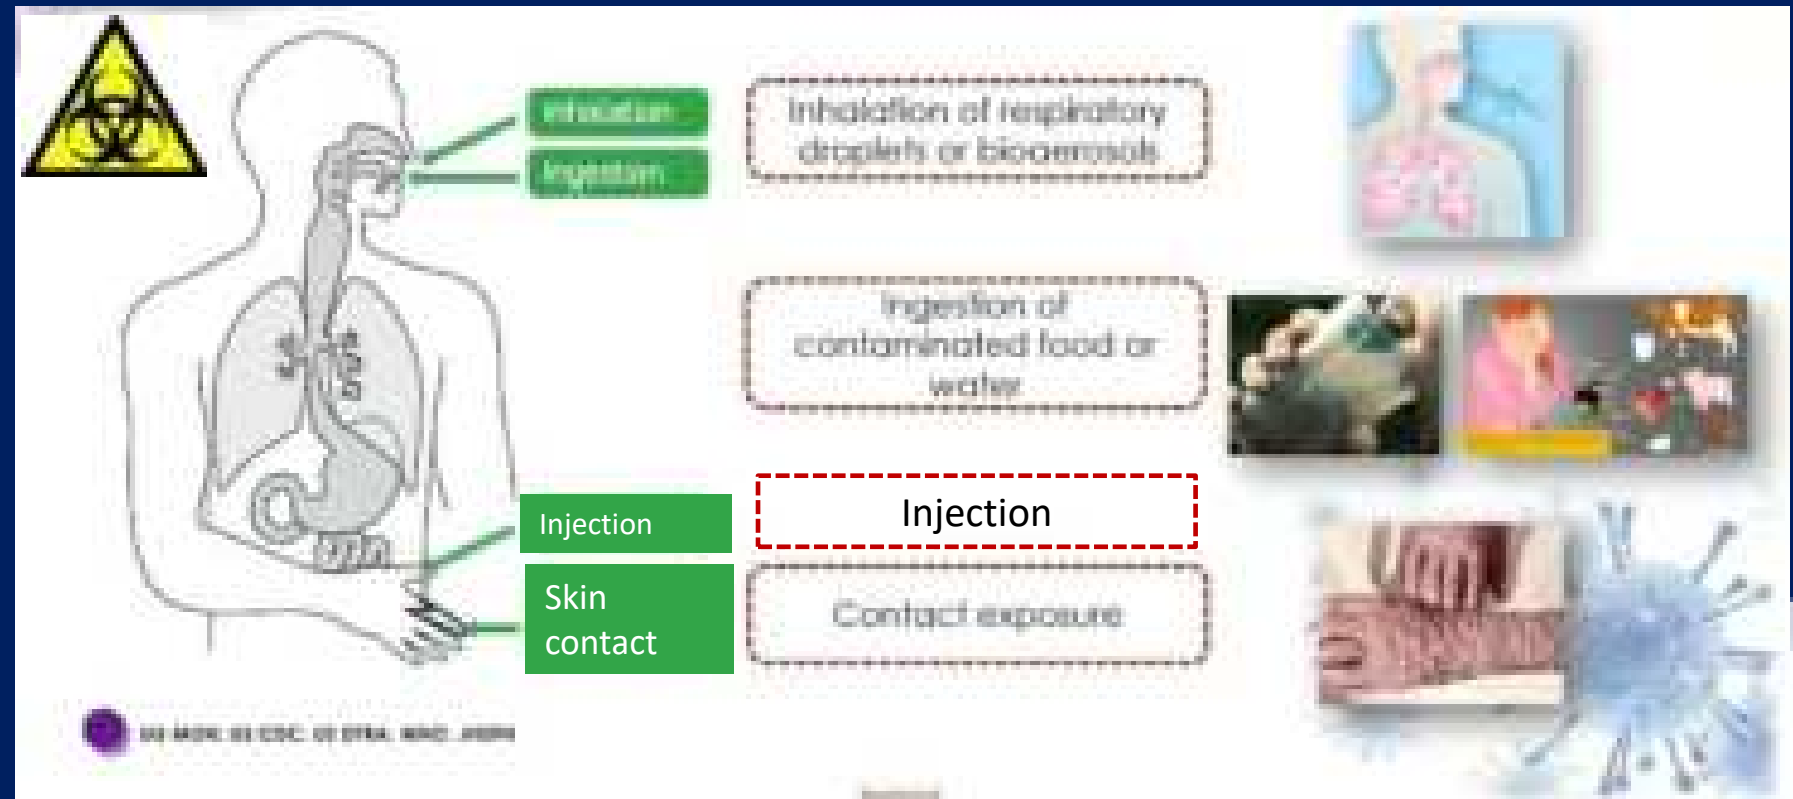 Inhalation
Ingestion
Inhalation of respiratory
droplets or bioaerosols
Ingestion of
contaminated food or
water
Injection
Injection
Skin
contact
Contact exposure